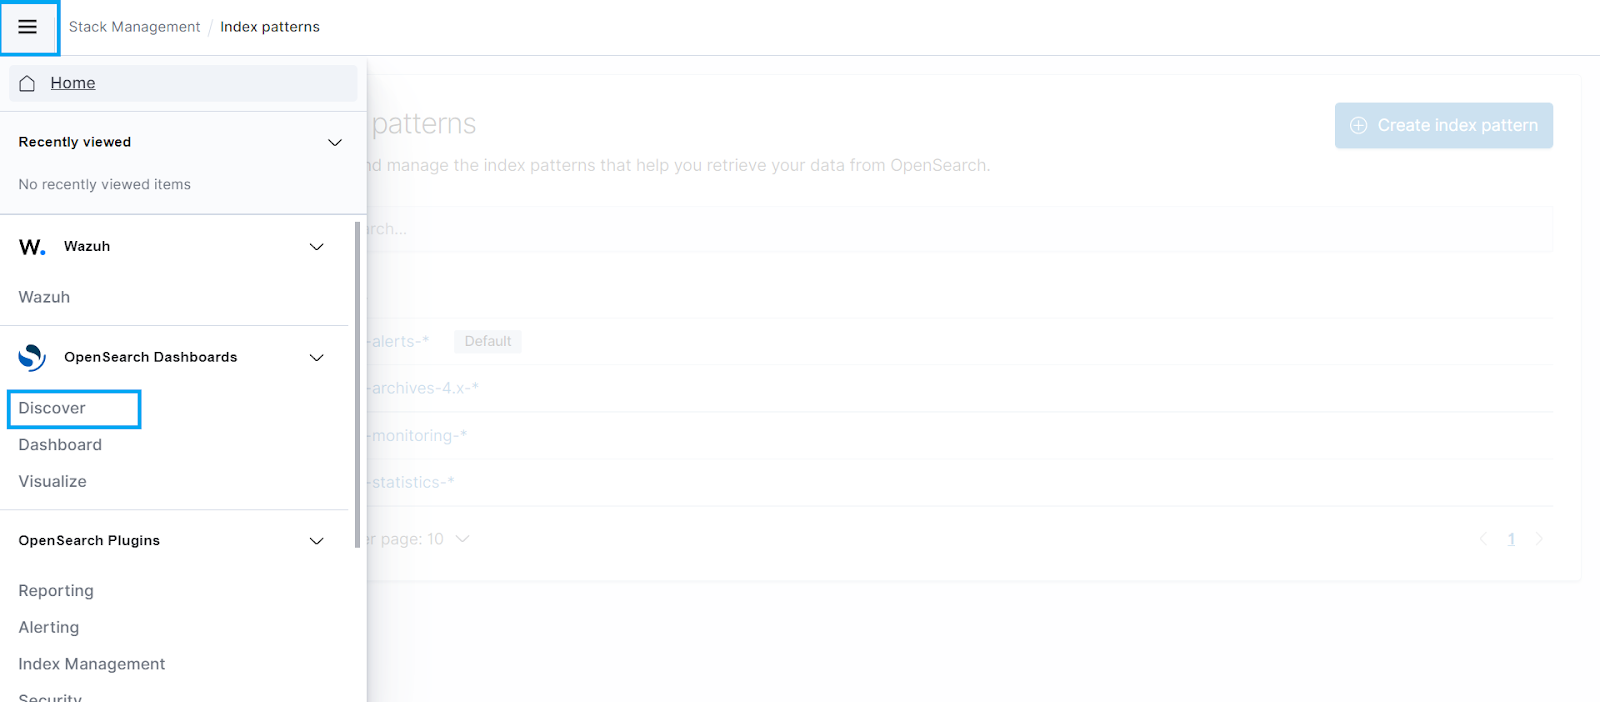 Stack Management / Index patterns
Home
Recently viewed
No recently viewed items
W. Wazuh
Wazuh
OpenSearch Dashboards
Discover
Dashboard
Visualize
OpenSearch Plugins
Reporting
Alerting
Index Management
Security
patterns
Create index pattern
nd manage the index patterns that help you retrieve your data from OpenSearch.
arch...
-alerts-* Default
-archives-4.x-*
-monitoring-*
-statistics-*
er page: 10
1